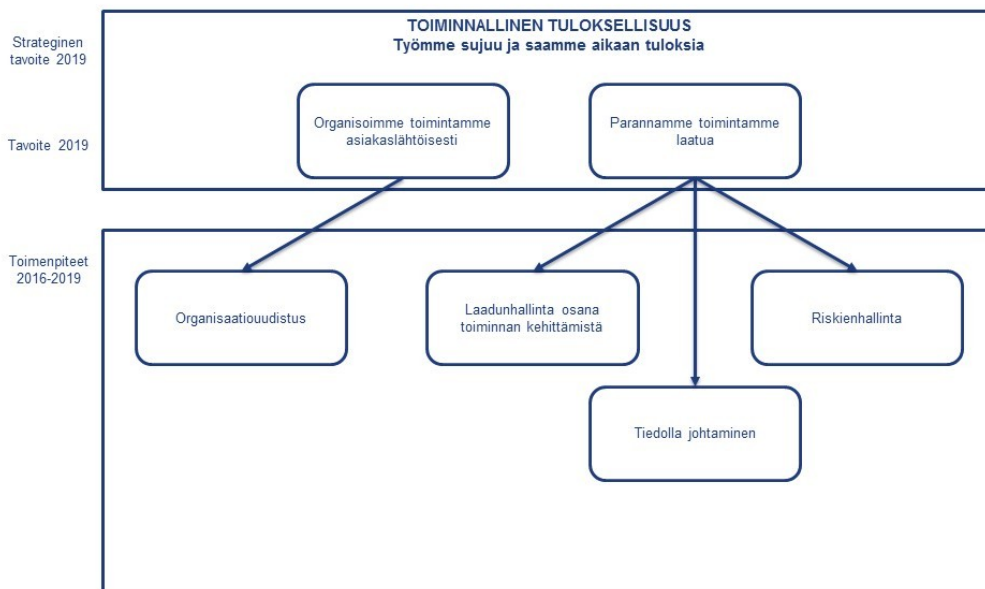 TOIMINNALLINEN TULOKSELLISUUS
Työmme sujuu ja saamme aikaan tuloksia
Strateginen
tavoite 2019
Organisoimme toimintamme
asiakaslähtöisesti
Parannamme toimintamme
laatua
Tavoite 2019
Toimenpiteet
2016-2019
Organisaatiouudistus
Laadunhallinta osana
toiminnan kehittämistä
Riskienhallinta
Tiedolla johtaminen